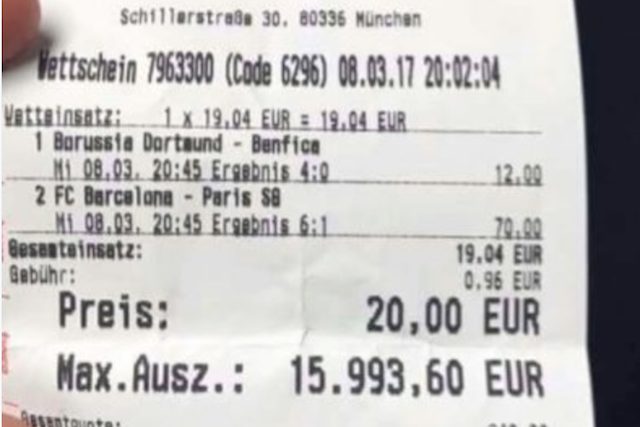 Schillerstraße 30, 80336 München
Wettschein 7963300 (Code 6296) 08.03.17 20:02:04
Wetteinsatz: 1 x 19,04 EUR = 19,04 EUR
1 Borussia Dortmund - Benfica
Mi 08.03. 20:45 Ergebnis 4:0 12,00
2 FC Barcelona - Paris SG
Mi 08.03. 20:45 Ergebnis 6:1 70,00
Gesamteinsatz: 19,04 EUR
Gebühr: 0,96 EUR
Preis: 20,00 EUR
Max.Ausz.: 15.993,60 EUR
Gesamtquote: 840,00